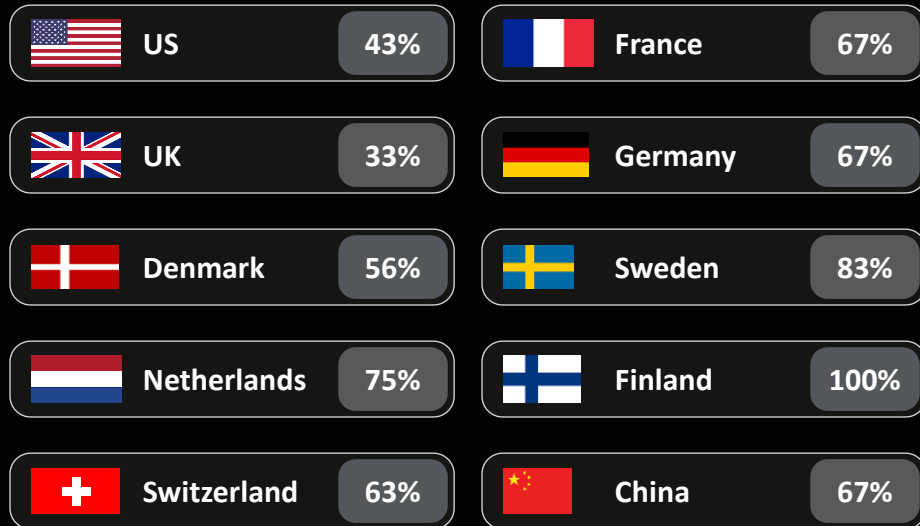 US 43%
France 67%
UK 33%
Germany 67%
Denmark 56%
Sweden 83%
Netherlands 75%
Finland 100%
Switzerland 63%
China 67%